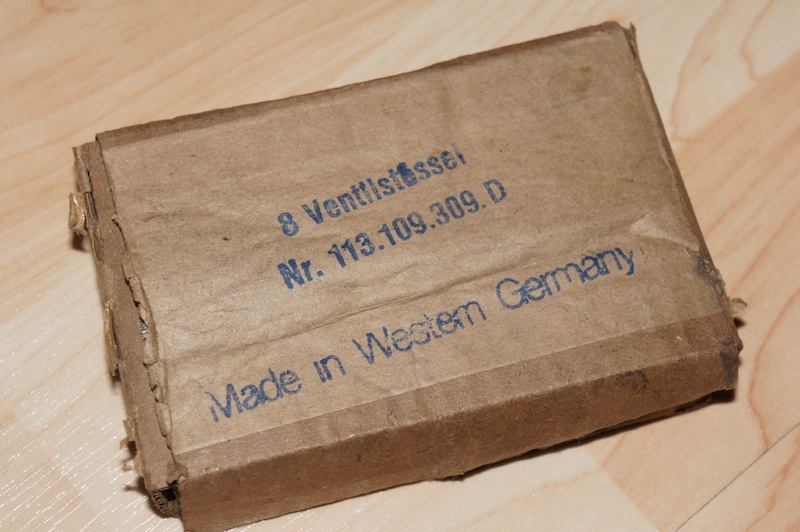 8 Ventilstössel
Nr. 113.109.309.D
Made in Western Germany